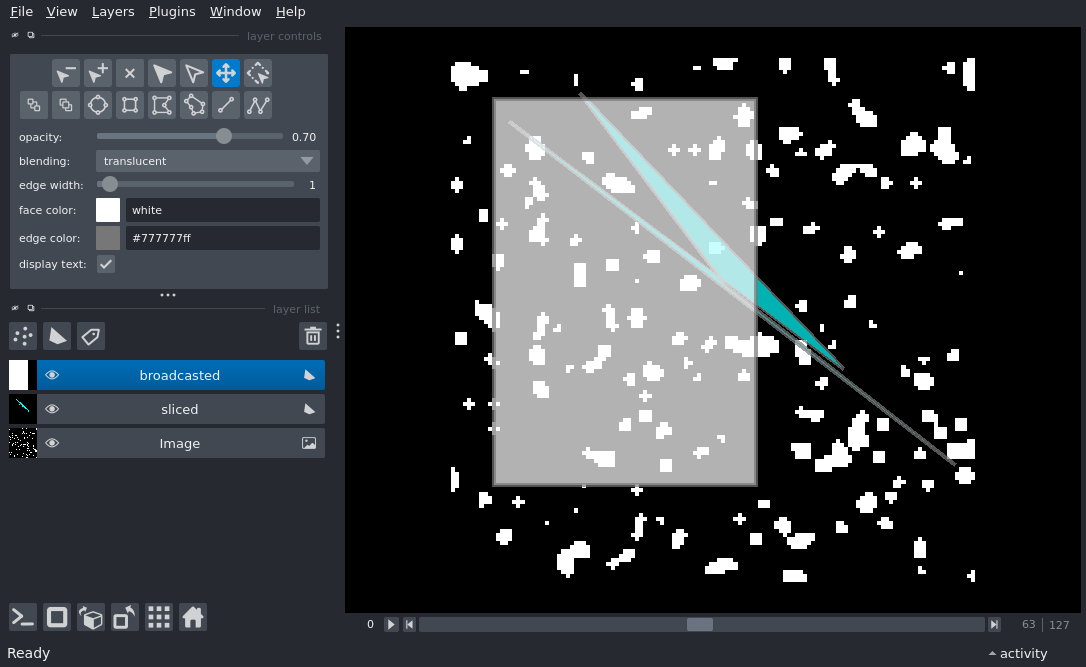 File View Layers Plugins Window Help
layer controls
opacity: 0.70
blending: translucent
edge width: 1
face color: white
edge color: #777777ff
display text:
layer list
broadcasted
sliced
Image
0 63 127
Ready activity